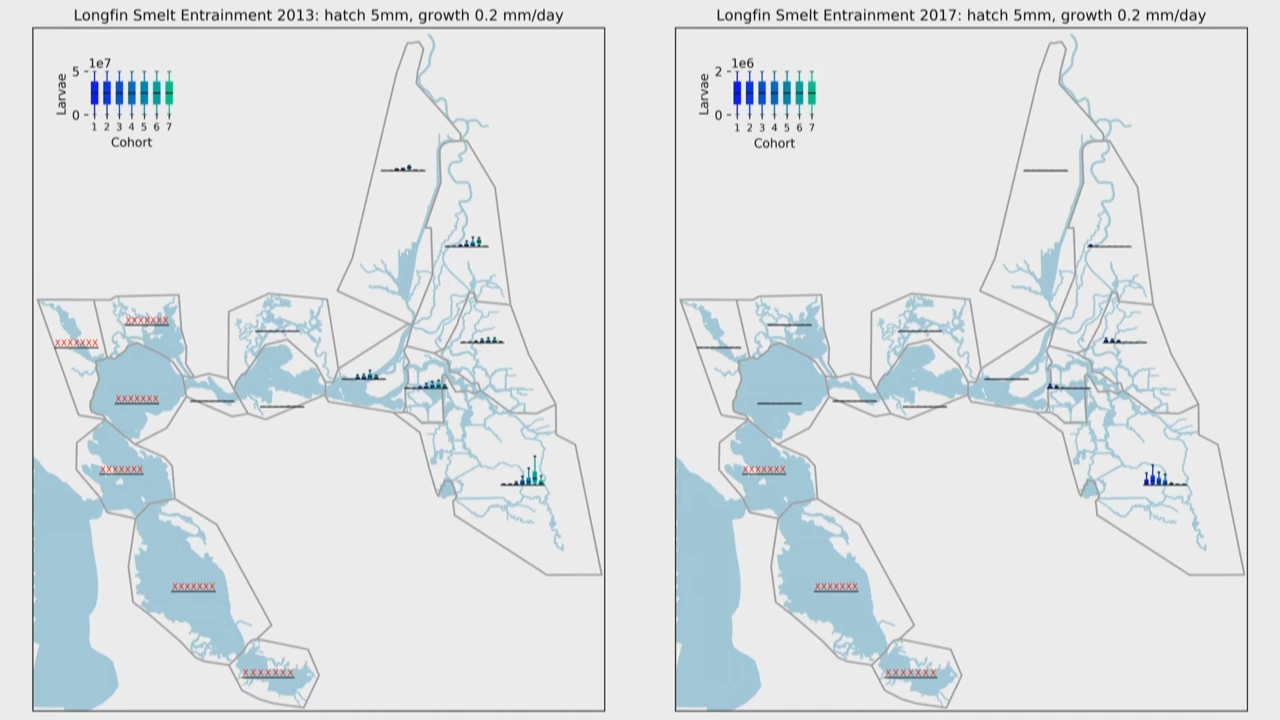 Longfin Smelt Entrainment 2013: hatch 5mm, growth 0.2 mm/day
1e7
5
Larvae
0
1 2 3 4 5 6 7
Cohort
XXXXXXX
XXXXXXX
XXXXXXX
XXXXXXX
XXXXXXX
XXXXXXX
Longfin Smelt Entrainment 2017: hatch 5mm, growth 0.2 mm/day
1e6
2
Larvae
0
1 2 3 4 5 6 7
Cohort
XXXXXXX
XXXXXXX
XXXXXXX